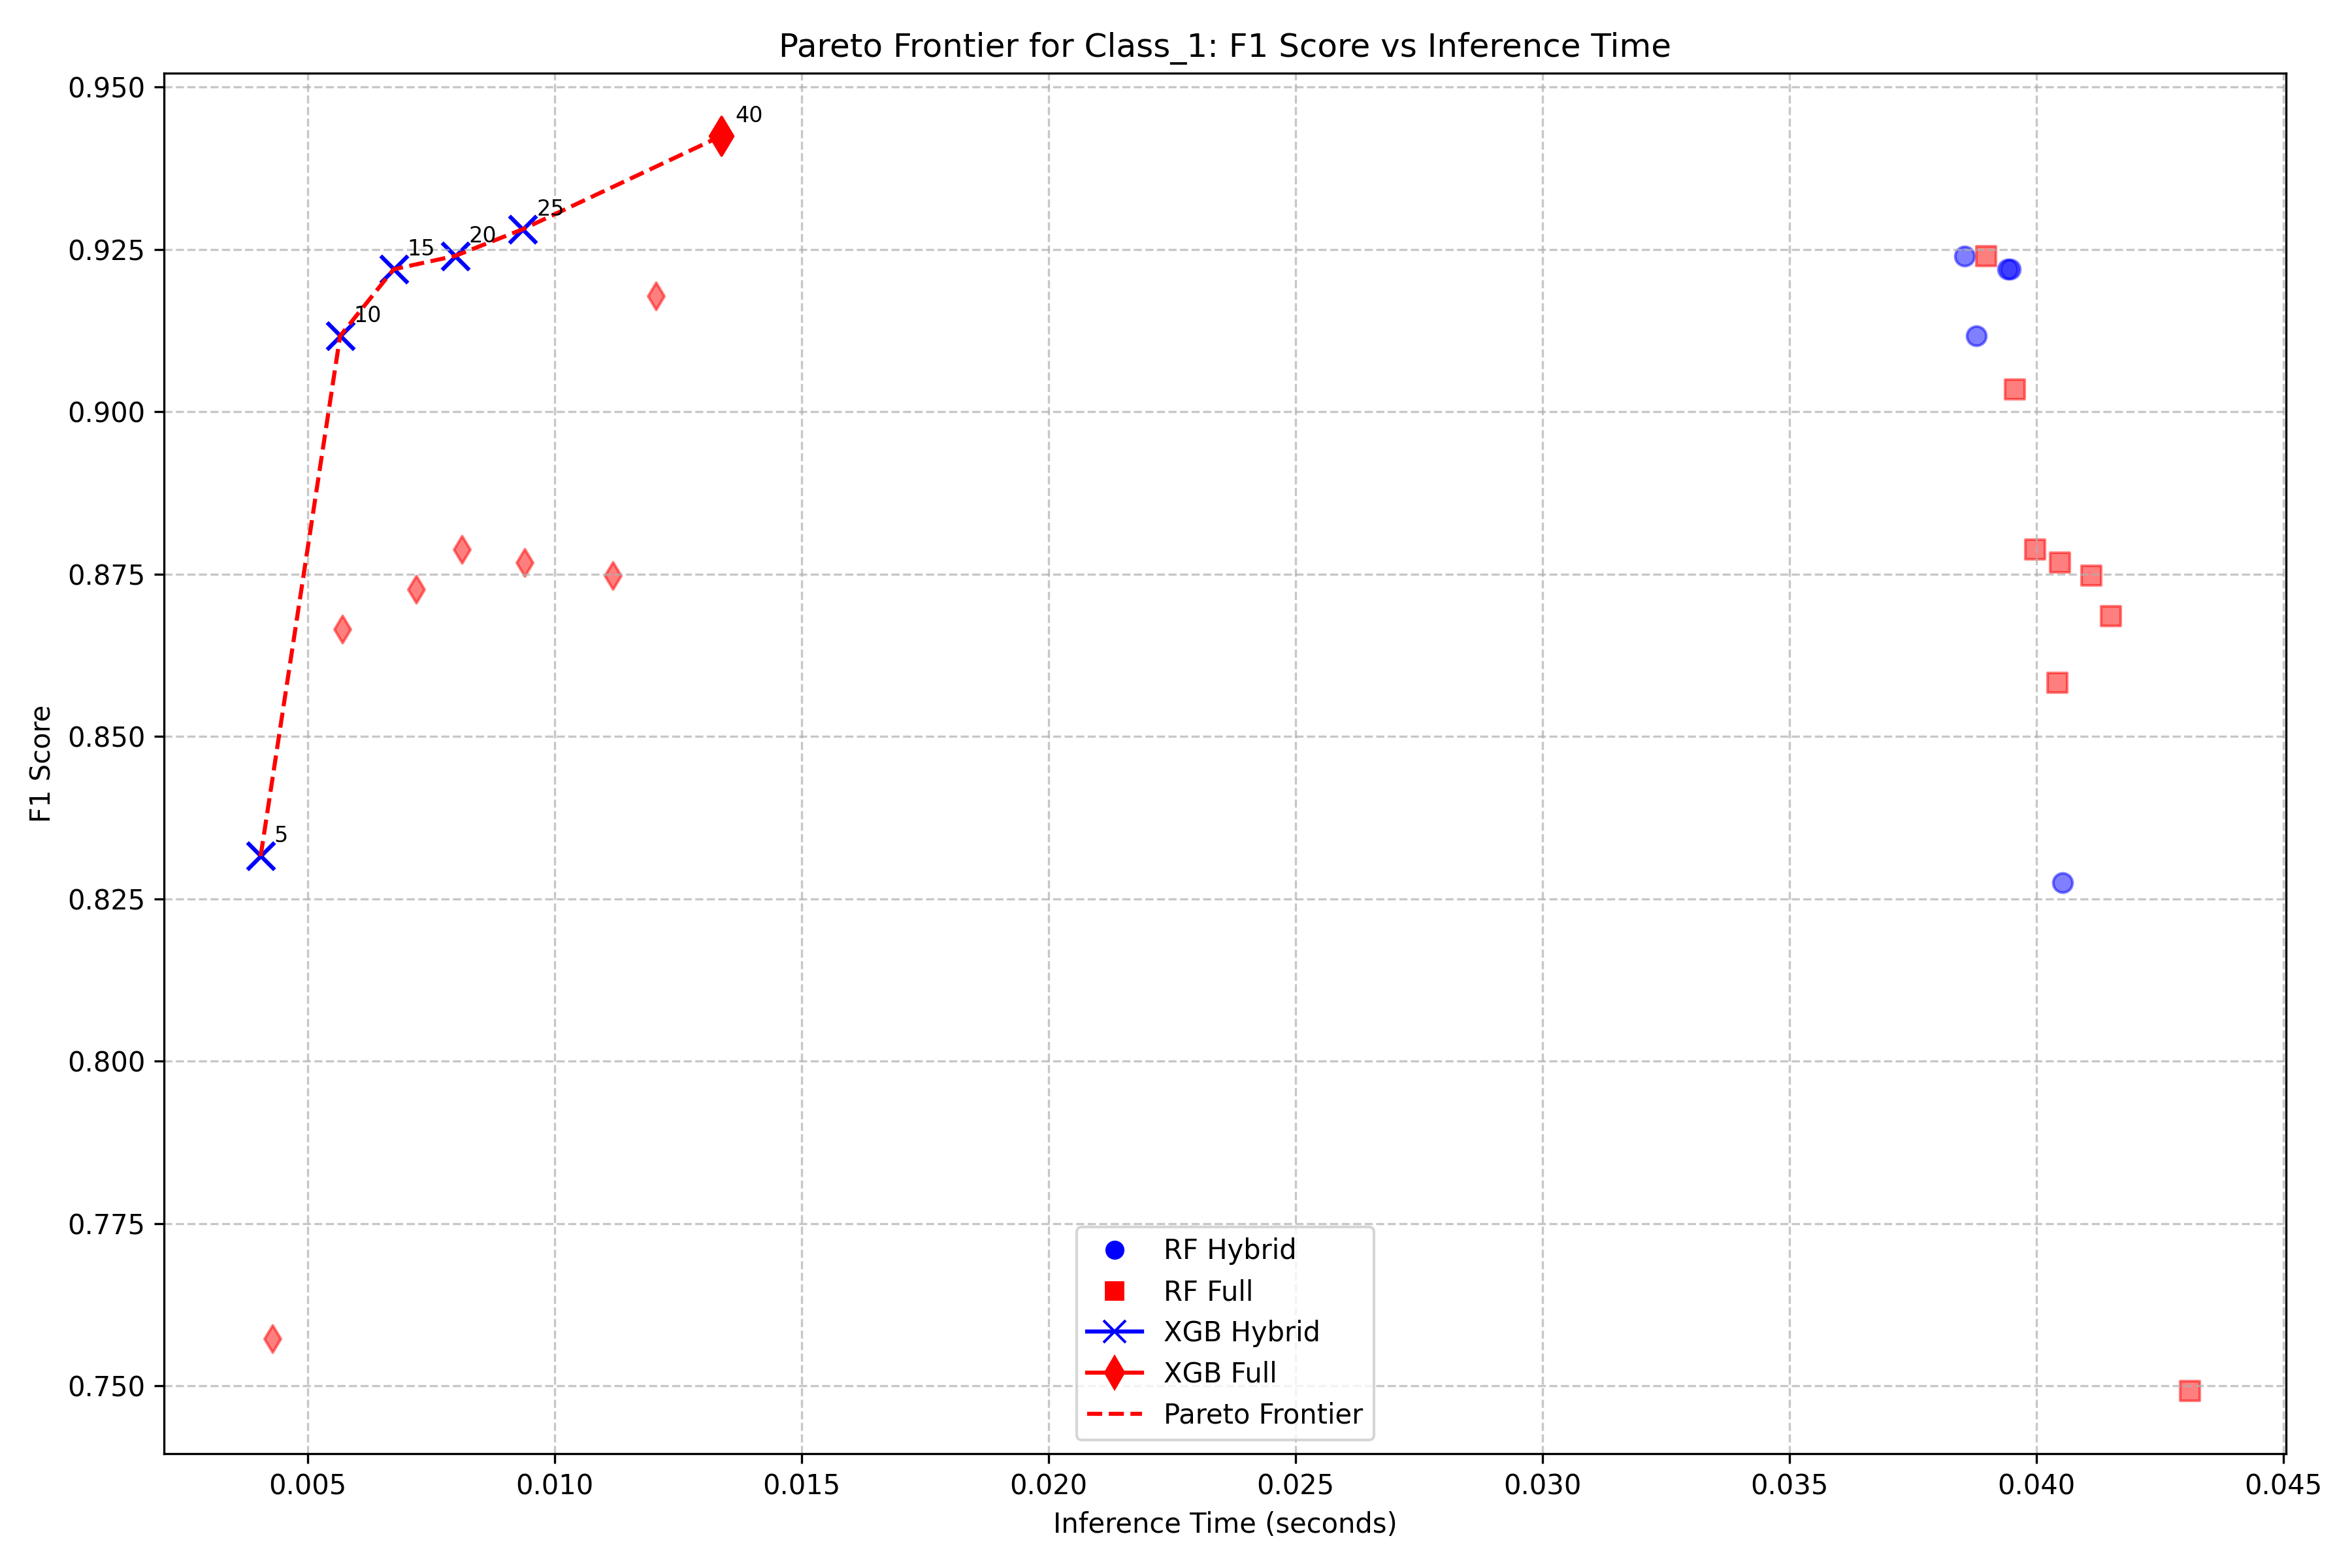 Pareto Frontier for Class_1: F1 Score vs Inference Time
F1 Score
0.950
0.925
0.900
0.875
0.850
0.825
0.800
0.775
0.750
40
25
20
15
10
5
RF Hybrid
RF Full
XGB Hybrid
XGB Full
Pareto Frontier
0.005 0.010 0.015 0.020 0.025 0.030 0.035 0.040 0.045
Inference Time (seconds)